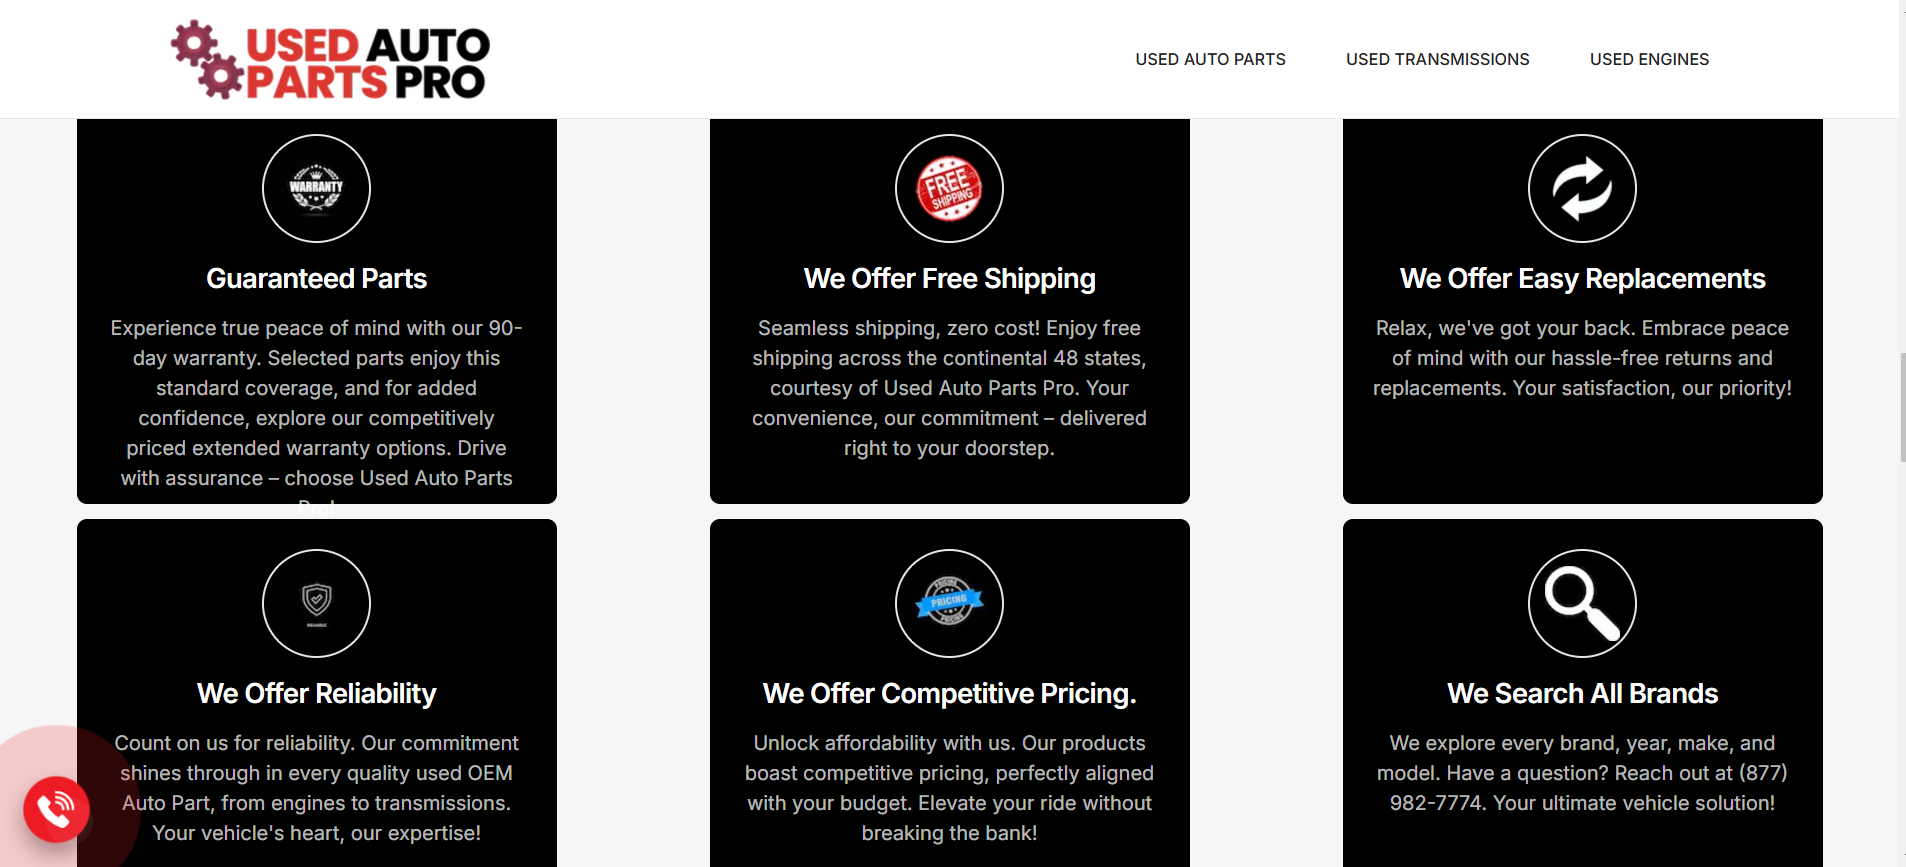 USED AUTO
PARTS PRO
USED AUTO PARTS
USED TRANSMISSIONS
USED ENGINES
WARRANTY
Guaranteed Parts
Experience true peace of mind with our 90-
day warranty. Selected parts enjoy this
standard coverage, and for added
confidence, explore our competitively
priced extended warranty options. Drive
with assurance – choose Used Auto Parts
Pro!
FREE
SHIPPING
We Offer Free Shipping
Seamless shipping, zero cost! Enjoy free
shipping across the continental 48 states,
courtesy of Used Auto Parts Pro. Your
convenience, our commitment – delivered
right to your doorstep.
We Offer Easy Replacements
Relax, we've got your back. Embrace peace
of mind with our hassle-free returns and
replacements. Your satisfaction, our priority!
RELIABLE
We Offer Reliability
Count on us for reliability. Our commitment
shines through in every quality used OEM
Auto Part, from engines to transmissions.
Your vehicle's heart, our expertise!
PRICING
PRICING
PRICING
We Offer Competitive Pricing.
Unlock affordability with us. Our products
boast competitive pricing, perfectly aligned
with your budget. Elevate your ride without
breaking the bank!
We Search All Brands
We explore every brand, year, make, and
model. Have a question? Reach out at (877)
982-7774. Your ultimate vehicle solution!